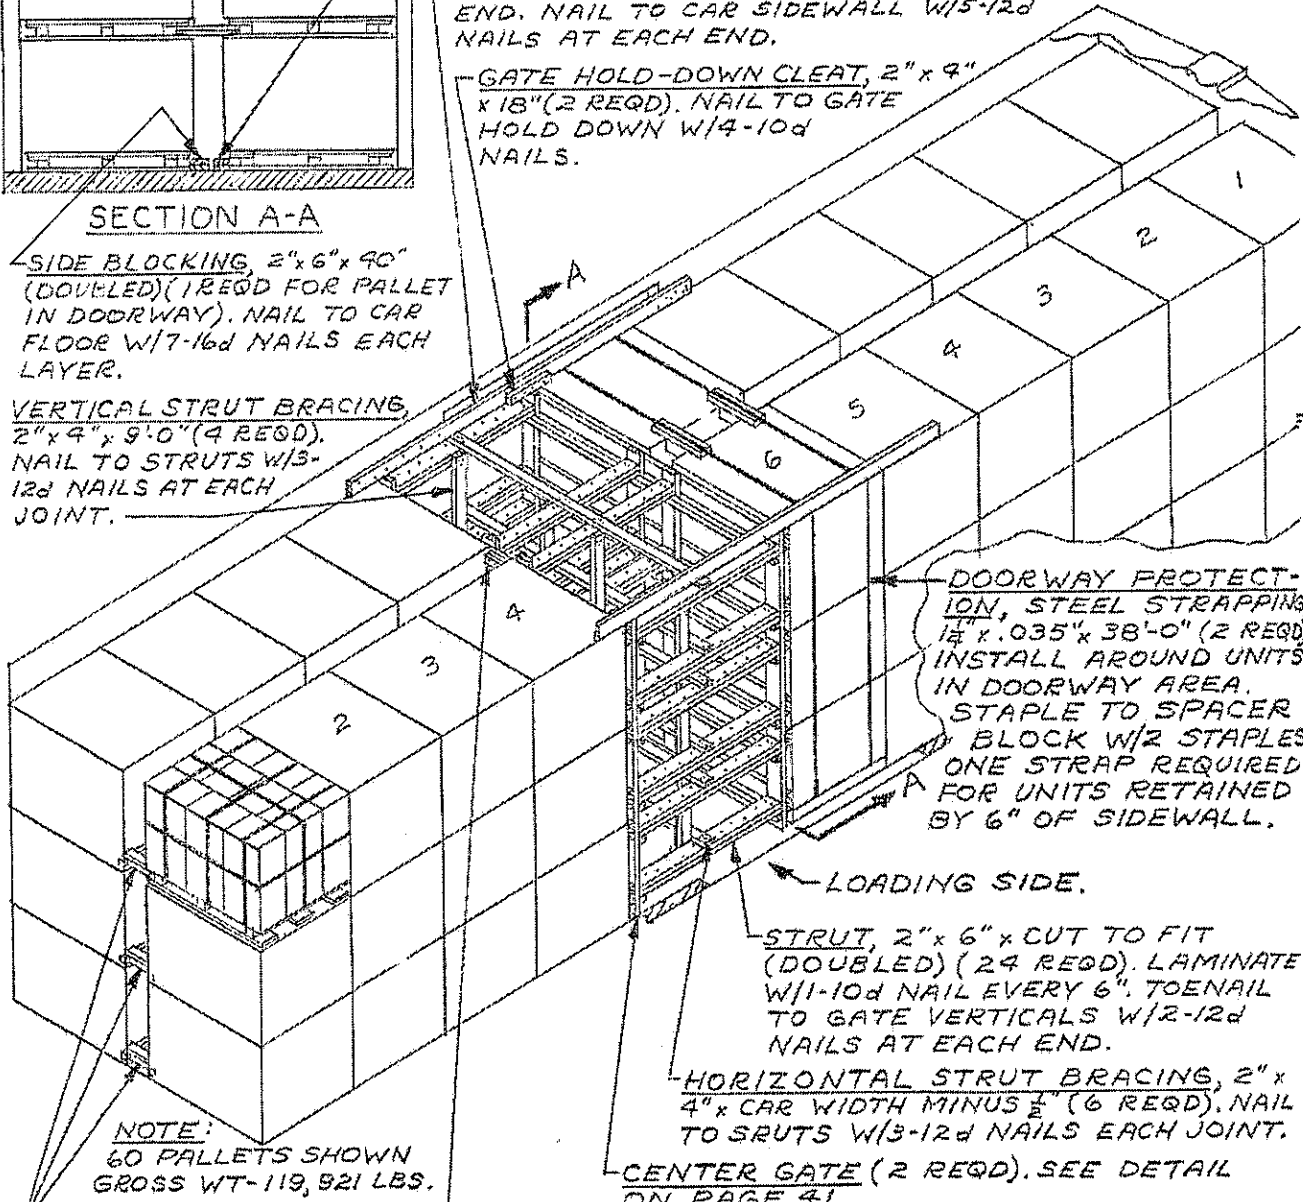 END. NAIL TO CAR SIDEWALL W/5-12d
NAILS AT EACH END.
GATE HOLD-DOWN CLEAT, 2" x 4"
x 18" (2 REQD). NAIL TO GATE
HOLD DOWN W/4-10d
NAILS.
SECTION A-A
SIDE BLOCKING, 2" x 6" x 40"
(DOUBLED) (1 REQD FOR PALLET
IN DOORWAY). NAIL TO CAR
FLOOR W/7-16d NAILS EACH
LAYER.
VERTICAL STRUT BRACING,
2" x 4" x 9'-0" (4 REQD).
NAIL TO STRUTS W/3-
12d NAILS AT EACH
JOINT.
A
1
2
3
4
5
6
4
3
2
DOORWAY PROTECT-
ION, STEEL STRAPPING
1¼" x .035" x 38'-0" (2 REQD
INSTALL AROUND UNITS
IN DOORWAY AREA.
STAPLE TO SPACER
BLOCK W/2 STAPLES
ONE STRAP REQUIRED
FOR UNITS RETAINED
BY 6" OF SIDEWALL.
A
LOADING SIDE.
STRUT, 2" x 6" x CUT TO FIT
(DOUBLED) (24 REQD). LAMINATE
W/1-10d NAIL EVERY 6". TOENAIL
TO GATE VERTICALS W/2-12d
NAILS AT EACH END.
HORIZONTAL STRUT BRACING, 2" x
4" x CAR WIDTH MINUS ½" (6 REQD). NAIL
TO SRUTS W/3-12d NAILS EACH JOINT.
NOTE:
60 PALLETS SHOWN
GROSS WT-119,921 LBS.
CENTER GATE (2 REQD). SEE DETAIL
ON PAGE 41